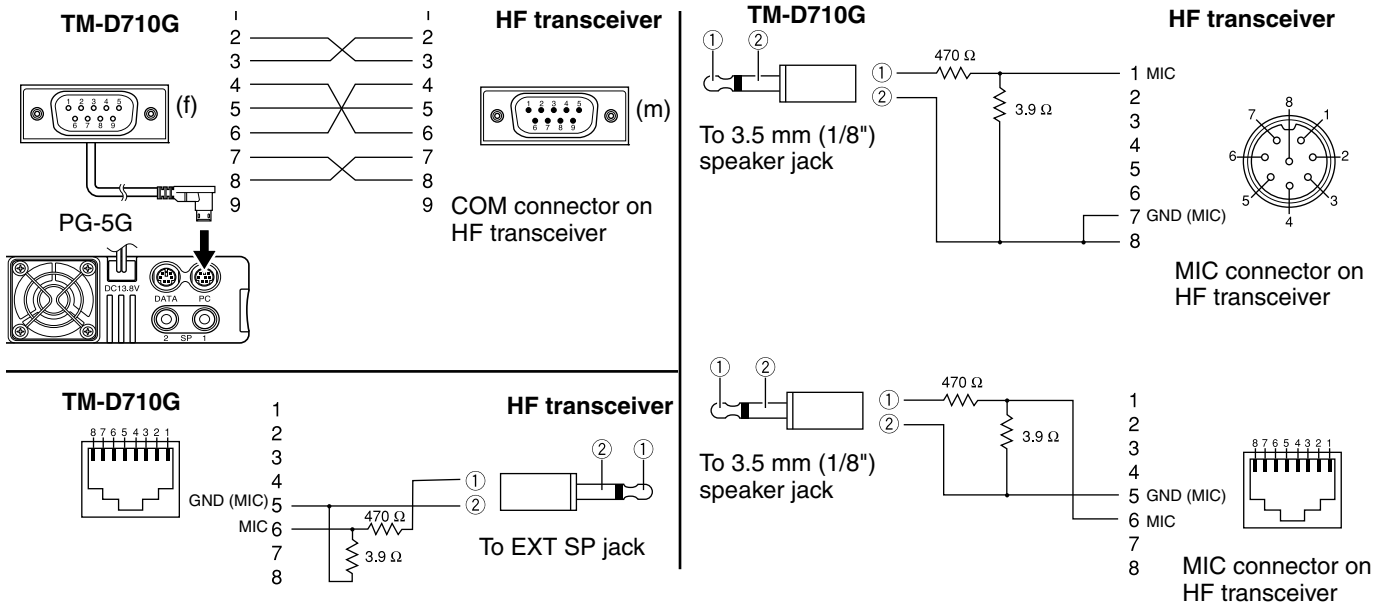 TM-D710G
HF transceiver
1 1
2 2
3 3
4 4
5 5
6 6
7 7
8 8
9 9
1 2 3 4 5
6 7 8 9
(f)
1 2 3 4 5
6 7 8 9
(m)
PG-5G
COM connector on
HF transceiver
DC13.8V
DATA PC
2 SP 1
TM-D710G
HF transceiver
8 7 6 5 4 3 2 1
1
2
3
4
GND (MIC) 5
MIC 6
7
8
470 Ω
3.9 Ω
①
②
② ①
To EXT SP jack
TM-D710G
HF transceiver
① ②
①
②
470 Ω
3.9 Ω
To 3.5 mm (1/8")
speaker jack
1 MIC
2
3
4
5
6
7 GND (MIC)
8
8
7 1
6 2
5 3
4
MIC connector on
HF transceiver
① ②
①
②
470 Ω
3.9 Ω
To 3.5 mm (1/8")
speaker jack
1
2
3
4
5 GND (MIC)
6 MIC
7
8
8 7 6 5 4 3 2 1
MIC connector on
HF transceiver